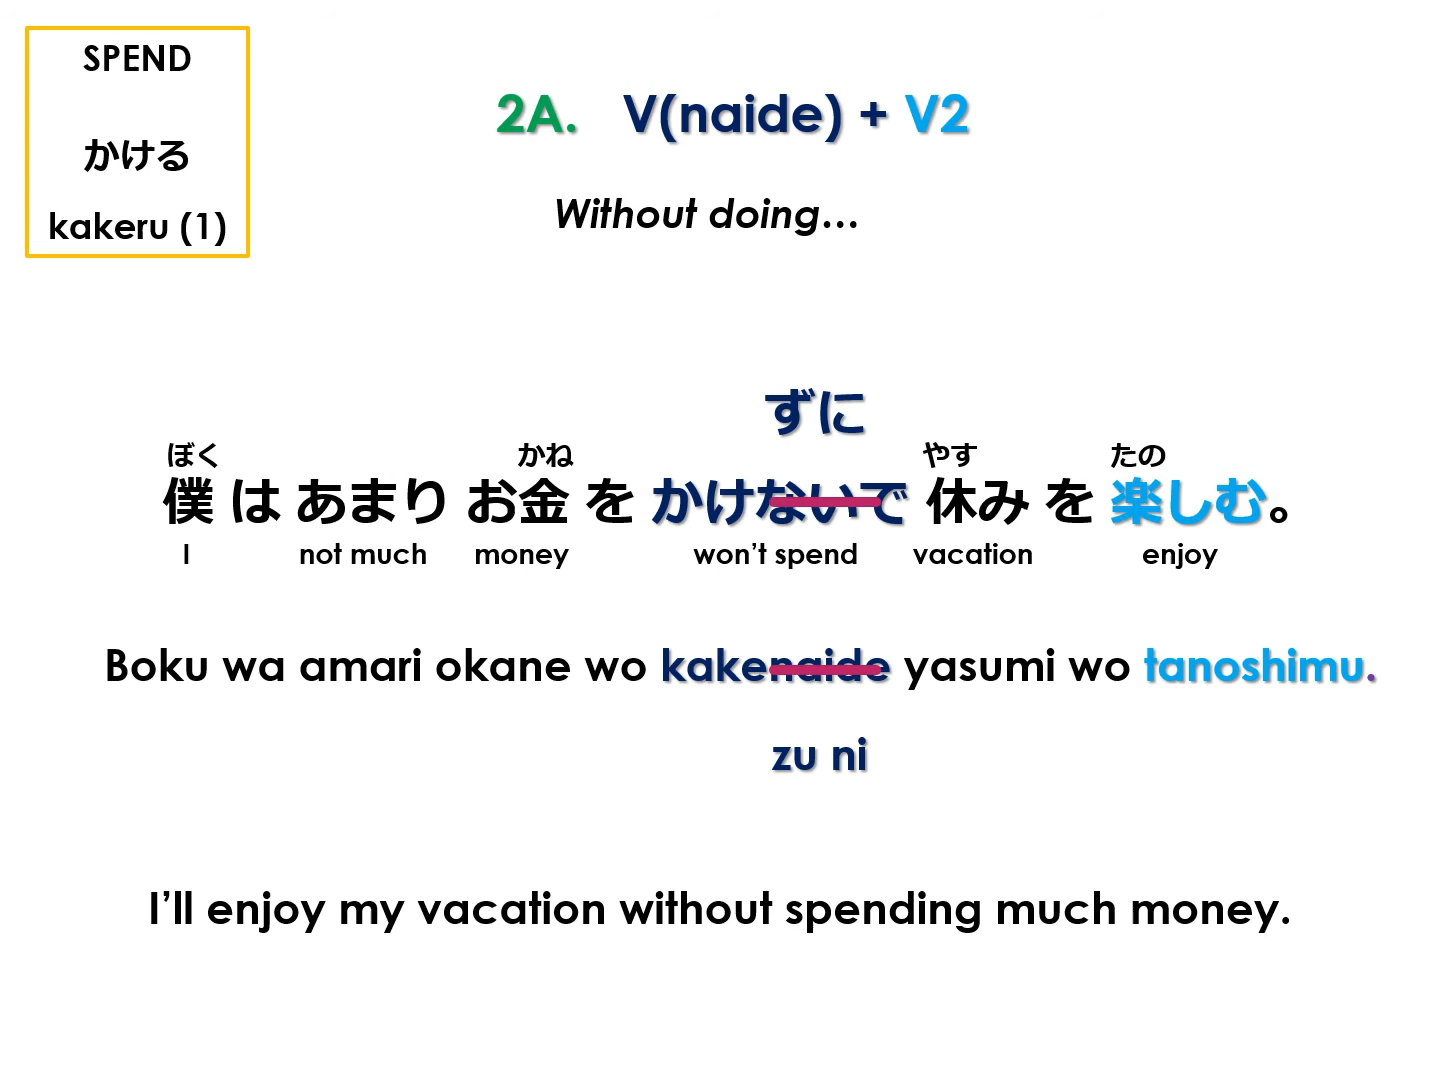 SPEND
かける
kakeru (1)
2A. V(naide) + V2
Without doing…
ずに
ぼく かね やす たの
僕 は あまり お金 を かけないで 休み を 楽しむ。
I not much money won't spend vacation enjoy
Boku wa amari okane wo kakenaide yasumi wo tanoshimu.
zu ni
I'll enjoy my vacation without spending much money.